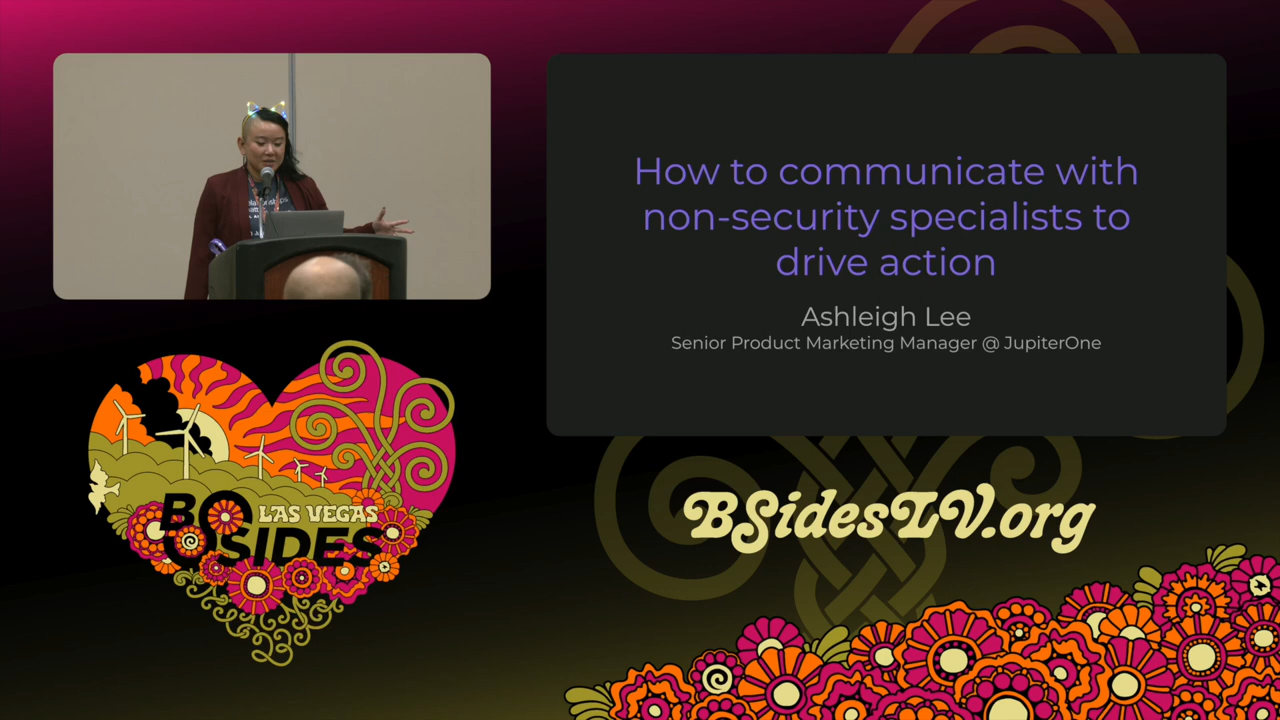 How to communicate with
non-security specialists to
drive action
Ashleigh Lee
Senior Product Marketing Manager @ JupiterOne
LAS VEGAS
BSIDES
BSidesLV.org